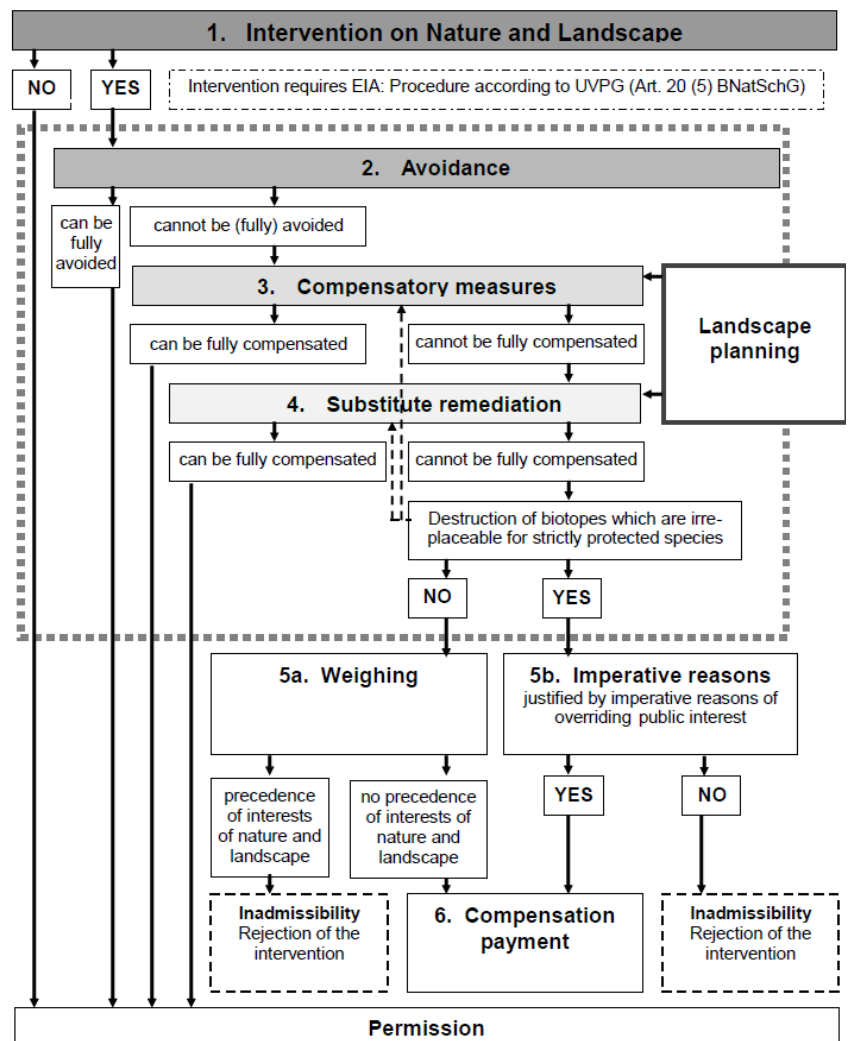 1. Intervention on Nature and Landscape
NO
YES
Intervention requires EIA: Procedure according to UVPG (Art. 20 (5) BNatSchG)
2. Avoidance
can be
fully
avoided
cannot be (fully) avoided
3. Compensatory measures
Landscape
planning
can be fully compensated
cannot be fully compensated
4. Substitute remediation
can be fully compensated
cannot be fully compensated
Destruction of biotopes which are irre-
placeable for strictly protected species
NO
YES
5a. Weighing
5b. Imperative reasons
justified by imperative reasons of
overriding public interest
precedence
of interests
of nature and
landscape
no precedence
of interests of
nature and
landscape
YES
NO
Inadmissibility
Rejection of the
intervention
6. Compensation
payment
Inadmissibility
Rejection of the
intervention
Permission